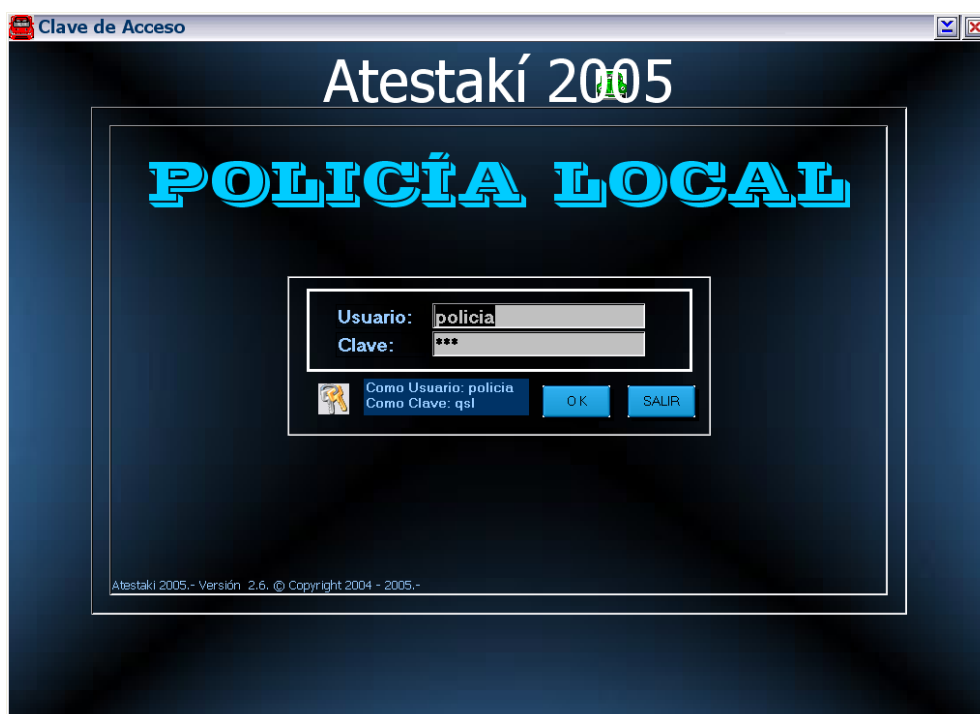 Clave de Acceso
Atestakí 2005
POLICÍA LOCAL
Usuario: policia
Clave: ***
Como Usuario: policia
Como Clave: qsl
OK
SALIR
Atestaki 2005.- Versión 2.6. © Copyright 2004 - 2005.-